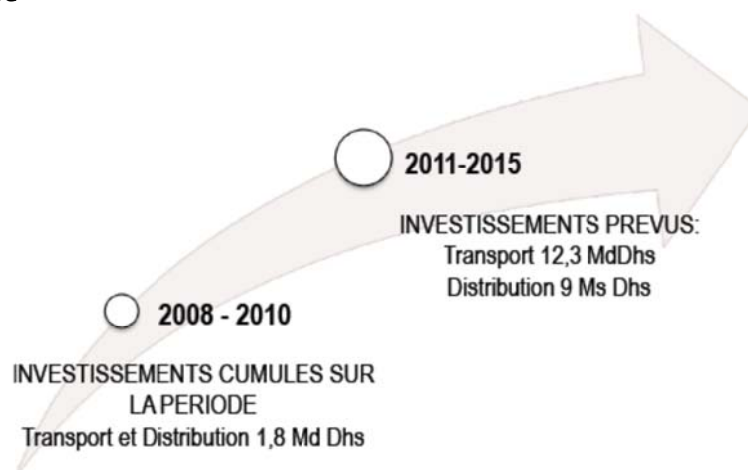 2011-2015
INVESTISSEMENTS PREVUS:
Transport 12,3 MdDhs
Distribution 9 Ms Dhs
2008 - 2010
INVESTISSEMENTS CUMULES SUR
LA PERIODE
Transport et Distribution 1,8 Md Dhs